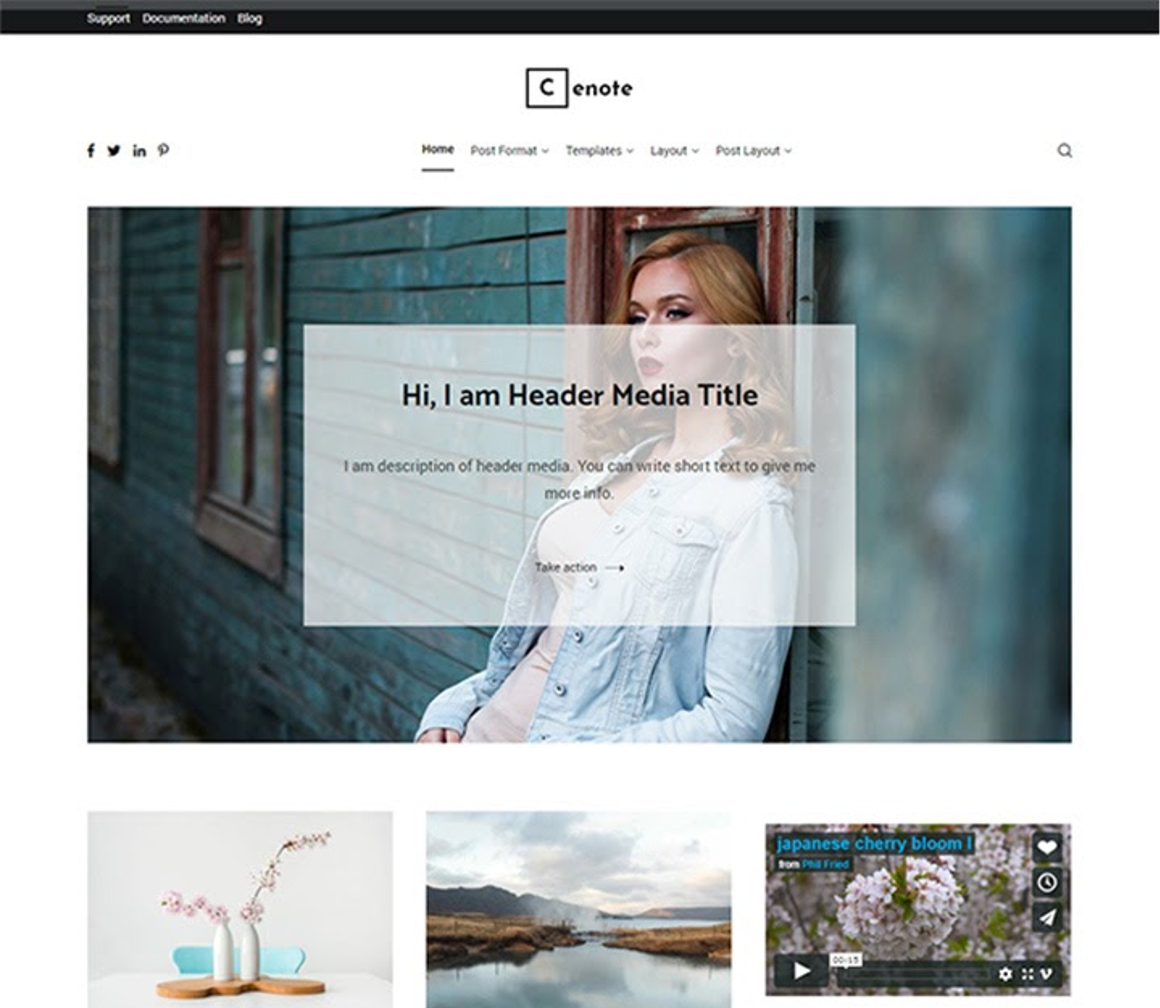 Support Documentation Blog
Cenote
Home Post Format Templates Layout Post Layout
Hi, I am Header Media Title
I am description of header media. You can write short text to give me
more info.
Take action
japanese cherry bloom I
from Phil Fried
00:15